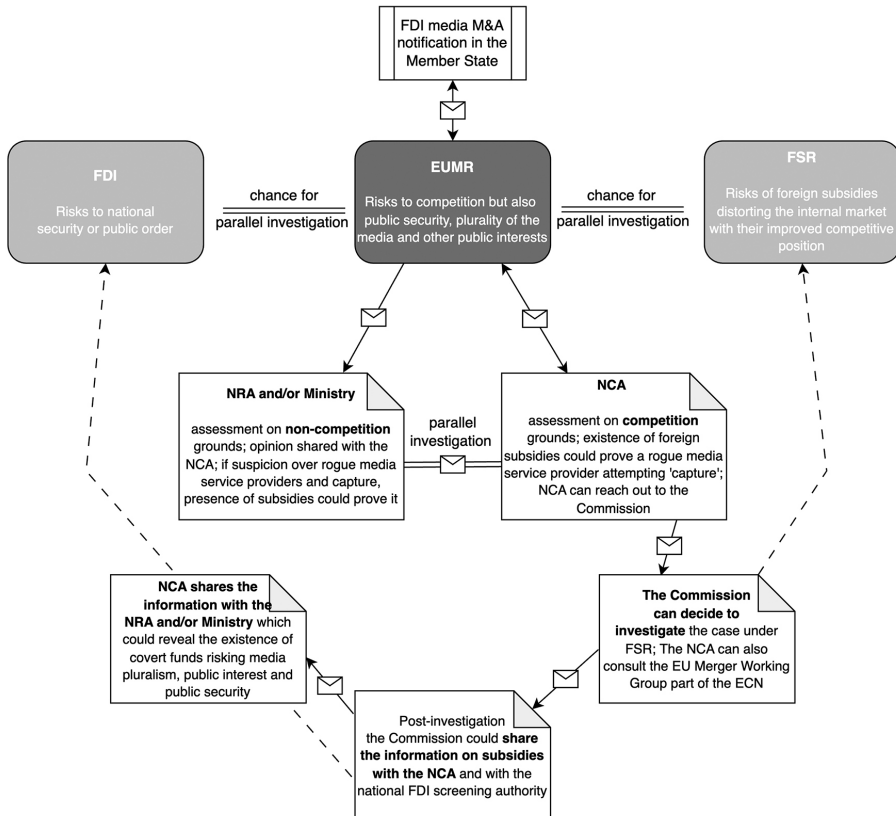 FDI media M&A
notification in the
Member State
FDI
Risks to national
security or public order
chance for
parallel investigation
EUMR
Risks to competition but also
public security, plurality of the
media and other public interests
chance for
parallel investigation
FSR
Risks of foreign subsidies
distorting the internal market
with their improved competitive
position
NRA and/or Ministry
assessment on non-competition
grounds; opinion shared with the
NCA; if suspicion over rogue media
service providers and capture,
presence of subsidies could prove it
parallel
investigation
NCA
assessment on competition
grounds; existence of foreign
subsidies could prove a rogue media
service provider attempting 'capture';
NCA can reach out to the
Commission
NCA shares the
information with the
NRA and/or Ministry which
could reveal the existence of
covert funds risking media
pluralism, public interest and
public security
The Commission
can decide to
investigate the case under
FSR; The NCA can also
consult the EU Merger Working
Group part of the ECN
Post-investigation
the Commission could share
the information on subsidies
with the NCA and with the
national FDI screening authority